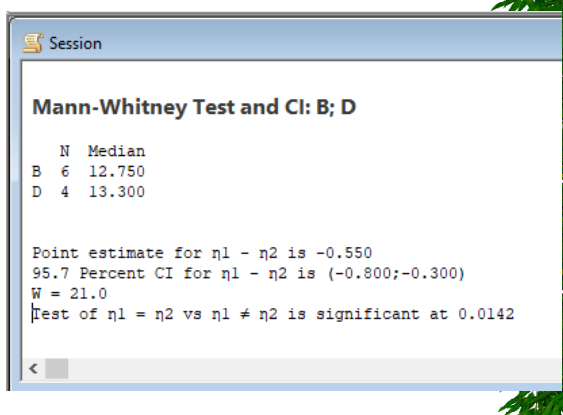 Session
Mann-Whitney Test and CI: B; D
N Median
B 6 12.750
D 4 13.300
Point estimate for η1 - η2 is -0.550
95.7 Percent CI for η1 - η2 is (-0.800;-0.300)
W = 21.0
Test of η1 = η2 vs η1 ≠ η2 is significant at 0.0142